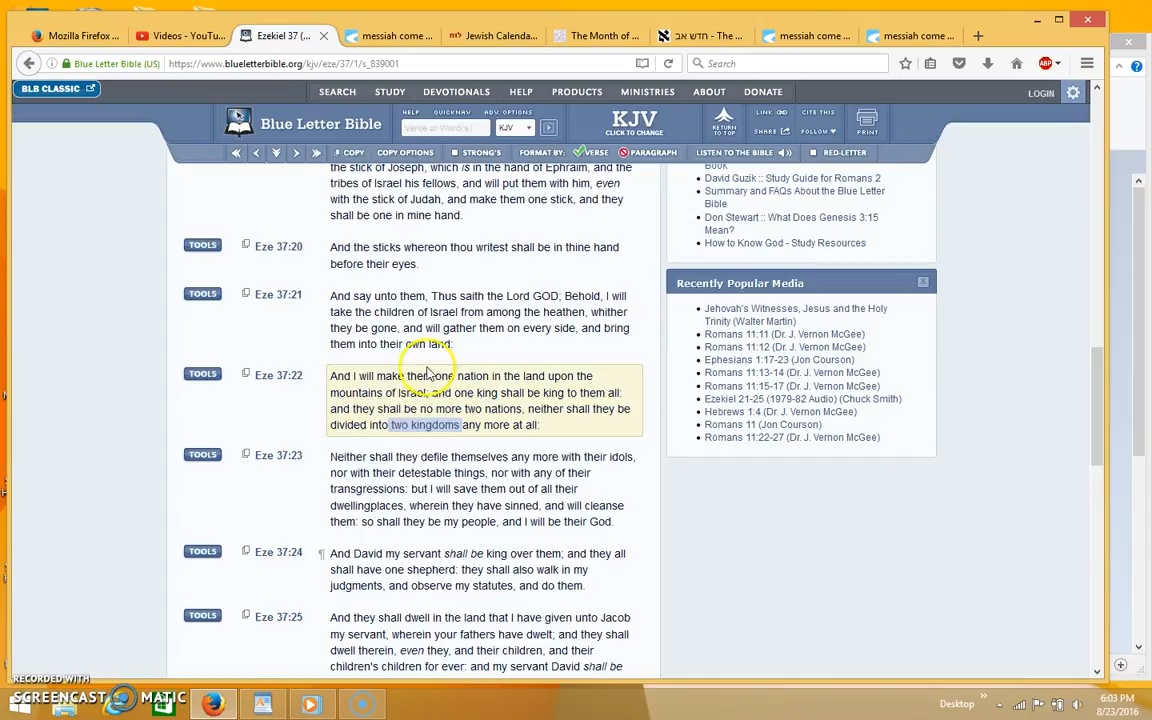 Mozilla Firefox ...
Videos - YouTu...
Ezekiel 37 (
messiah come...
Jewish Calenda...
The Month of ...
חדש אב - The ...
messiah come ...
messiah come ...
Blue Letter Bible (US)
https://www.blueletterbible.org/kjv/eze/37/1/s_839001
Search
ABP
BLB CLASSIC
SEARCH STUDY DEVOTIONALS HELP PRODUCTS MINISTRIES ABOUT DONATE
LOGIN
Blue Letter Bible
HELP QUICKNAV ADV. OPTIONS
Verse or Word(s)
KJV
KJV
CLICK TO CHANGE
RETURN
TO TOP
LINK
SHARE
CITE THIS
FOLLOW
PRINT
COPY COPY OPTIONS STRONG'S FORMAT BY: VERSE PARAGRAPH LISTEN TO THE BIBLE RED-LETTER
the stick of Joseph, which is in the hand of Ephraim, and the
tribes of Israel his fellows, and will put them with him, even
with the stick of Judah, and make them one stick, and they
shall be one in mine hand.
TOOLS Eze 37:20 And the sticks whereon thou writest shall be in thine hand
before their eyes.
TOOLS Eze 37:21 And say unto them, Thus saith the Lord GOD; Behold, I will
take the children of Israel from among the heathen, whither
they be gone, and will gather them on every side, and bring
them into their own land:
TOOLS Eze 37:22 And I will make them one nation in the land upon the
mountains of Israel; and one king shall be king to them all:
and they shall be no more two nations, neither shall they be
divided into two kingdoms any more at all:
TOOLS Eze 37:23 Neither shall they defile themselves any more with their idols,
nor with their detestable things, nor with any of their
transgressions: but I will save them out of all their
dwellingplaces, wherein they have sinned, and will cleanse
them: so shall they be my people, and I will be their God.
TOOLS Eze 37:24 ¶ And David my servant shall be king over them; and they all
shall have one shepherd: they shall also walk in my
judgments, and observe my statutes, and do them.
TOOLS Eze 37:25 And they shall dwell in the land that I have given unto Jacob
my servant, wherein your fathers have dwelt; and they shall
dwell therein, even they, and their children, and their
children's children for ever: and my servant David shall be
Book
David Guzik :: Study Guide for Romans 2
Summary and FAQs About the Blue Letter
Bible
Don Stewart :: What Does Genesis 3:15
Mean?
How to Know God - Study Resources
Recently Popular Media
Jehovah's Witnesses, Jesus and the Holy
Trinity (Walter Martin)
Romans 11:11 (Dr. J. Vernon McGee)
Romans 11:12 (Dr. J. Vernon McGee)
Ephesians 1:17-23 (Jon Courson)
Romans 11:13-14 (Dr. J. Vernon McGee)
Romans 11:15-17 (Dr. J. Vernon McGee)
Ezekiel 21-25 (1979-82 Audio) (Chuck Smith)
Hebrews 1:4 (Dr. J. Vernon McGee)
Romans 11 (Jon Courson)
Romans 11:22-27 (Dr. J. Vernon McGee)
RECORDED WITH
SCREENCAST MATIC
Desktop
6:03 PM
8/23/2016